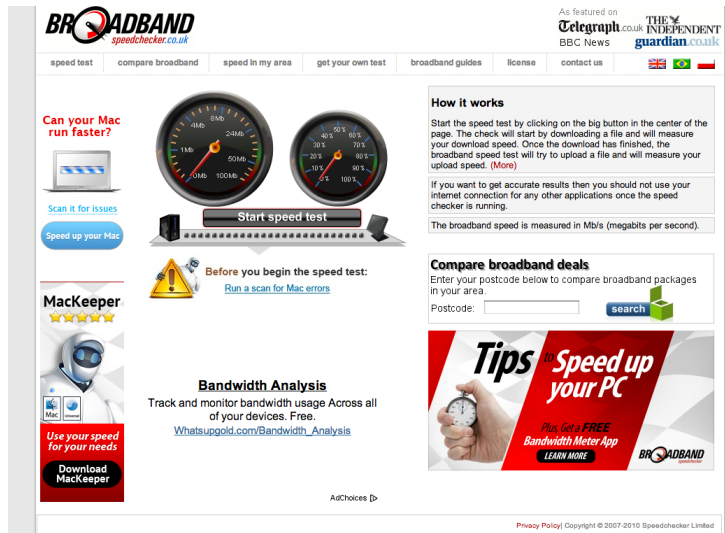 As featured on
BROADBAND
speedchecker.co.uk
Telegraph.co.uk THE INDEPENDENT
BBC News guardian.co.uk
speed test compare broadband speed in my area get your own test broadband guides license contact us
Can your Mac
run faster?
Scan it for issues
Speed up your Mac
0Mb 1Mb 4Mb 8Mb 24Mb 50Mb 100Mb
0% 10% 20% 30% 40% 50% 60% 70% 80% 90% 100%
Start speed test
Before you begin the speed test:
Run a scan for Mac errors
How it works
Start the speed test by clicking on the big button in the center of the
page. The check will start by downloading a file and will measure
your download speed. Once the download has finished, the
broadband speed test will try to upload a file and will measure your
upload speed. (More)
If you want to get accurate results then you should not use your
internet connection for any other applications once the speed
checker is running.
The broadband speed is measured in Mb/s (megabits per second).
Compare broadband deals
Enter your postcode below to compare broadband packages
in your area.
Postcode: search
MacKeeper
Mac Universal
Use your speed
for your needs
Download
MacKeeper
Bandwidth Analysis
Track and monitor bandwidth usage Across all
of your devices. Free.
Whatsupgold.com/Bandwidth_Analysis
AdChoices
Tips to Speed up
your PC
Plus, Get a FREE
Bandwidth Meter App
LEARN MORE
BROADBAND
speedchecker
Privacy Policy| Copyright © 2007-2010 Speedchecker Limited